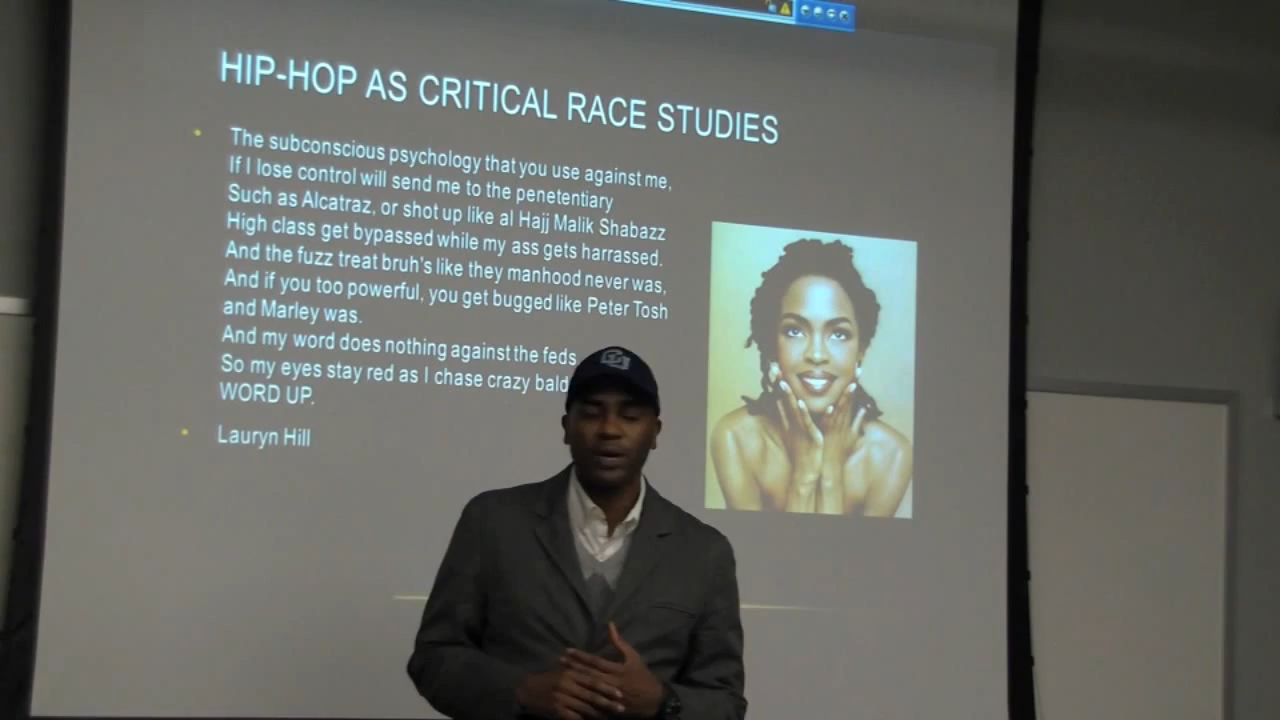 HIP-HOP AS CRITICAL RACE STUDIES
The subconscious psychology that you use against me,
If I lose control will send me to the penetentiary
Such as Alcatraz, or shot up like al Hajj Malik Shabazz
High class get bypassed while my ass gets harrassed.
And the fuzz treat bruh's like they manhood never was,
And if you too powerful, you get bugged like Peter Tosh
and Marley was.
And my word does nothing against the feds
So my eyes stay red as I chase crazy bald
WORD UP.
Lauryn Hill